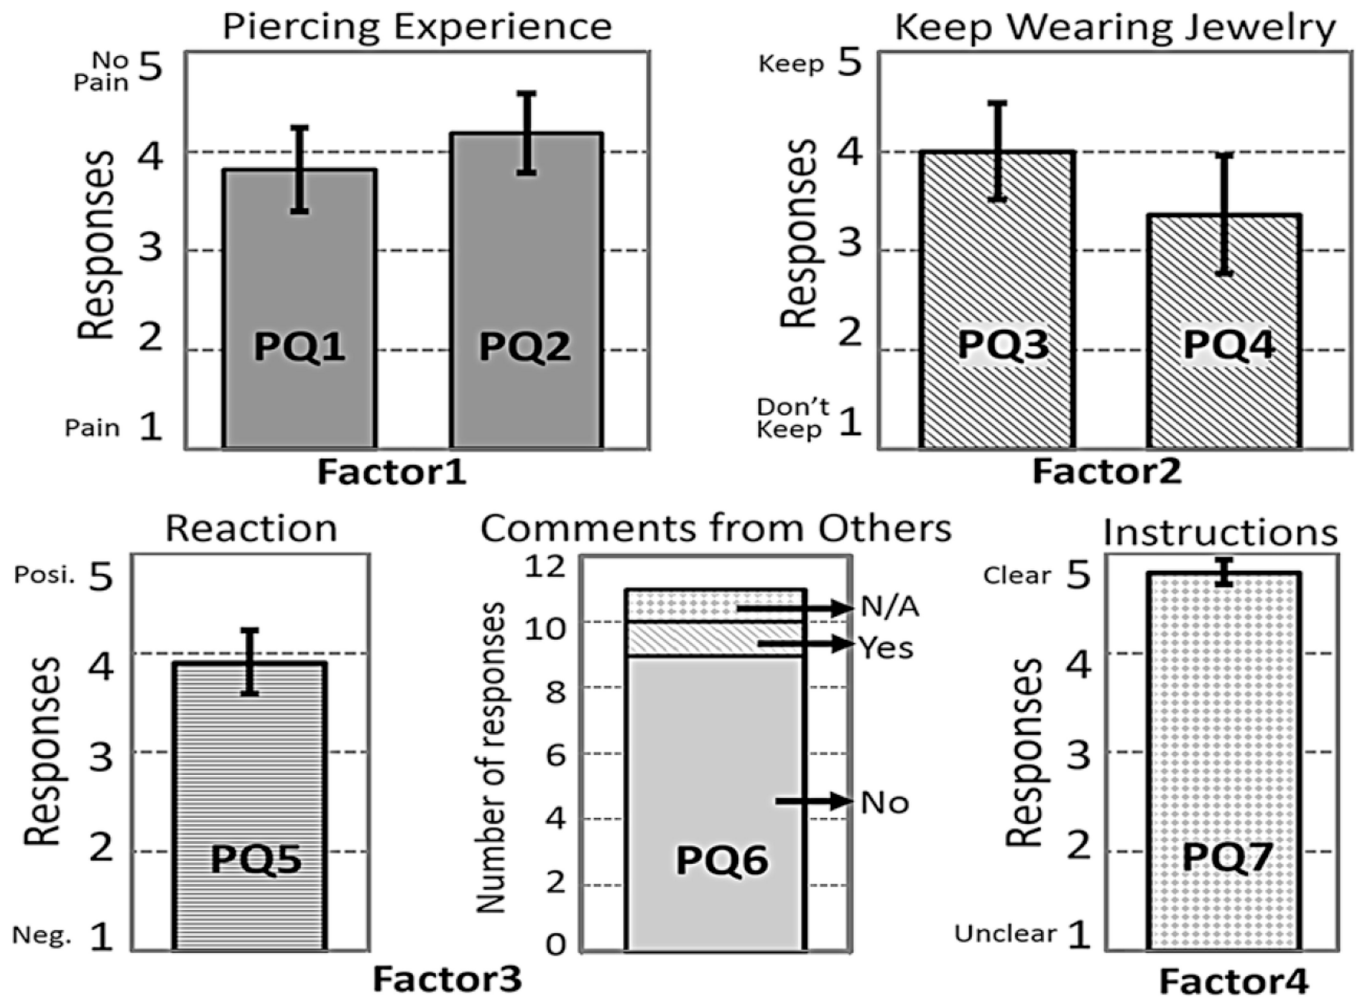 Piercing Experience
No
Pain
5
4
3
2
Pain 1
Responses
PQ1
PQ2
Factor1
Keep Wearing Jewelry
Keep 5
4
3
2
Don't
Keep
1
Responses
PQ3
PQ4
Factor2
Reaction
Posi. 5
4
3
2
Neg. 1
Responses
PQ5
Comments from Others
12
10
8
6
4
2
0
Number of responses
N/A
Yes
No
PQ6
Factor3
Instructions
Clear 5
4
3
2
Unclear 1
Responses
PQ7
Factor4